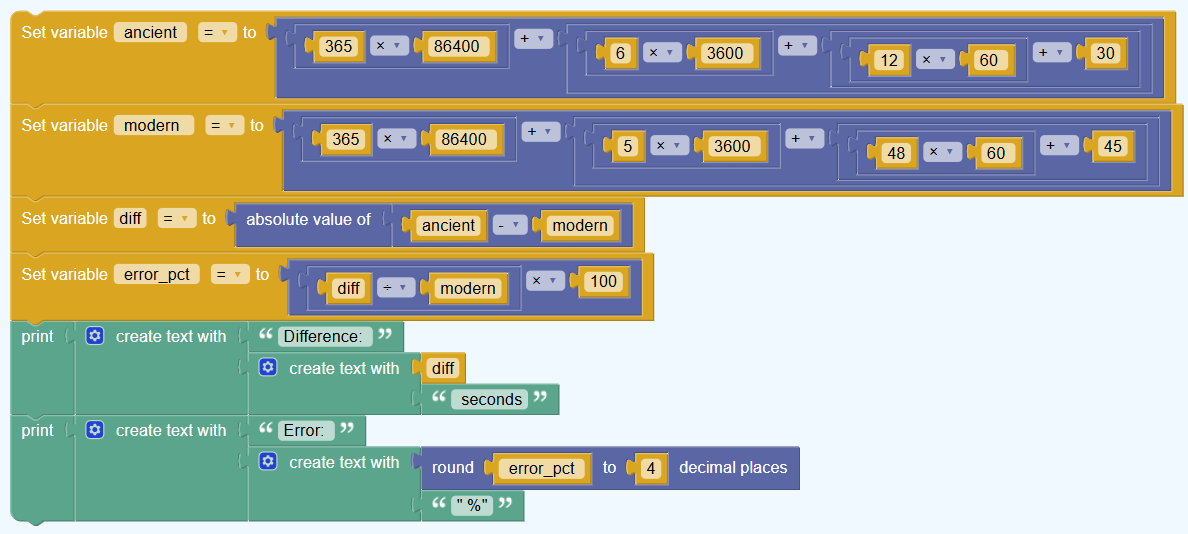 Set variable ancient = ▾ to 365 × ▾ 86400 + ▾ 6 × ▾ 3600 + ▾ 12 × ▾ 60 + ▾ 30
Set variable modern = ▾ to 365 × ▾ 86400 + ▾ 5 × ▾ 3600 + ▾ 48 × ▾ 60 + ▾ 45
Set variable diff = ▾ to absolute value of ancient - ▾ modern
Set variable error_pct = ▾ to diff ÷ ▾ modern × ▾ 100
print create text with “ Difference: ”
create text with diff
“ seconds ”
print create text with “ Error: ”
create text with round error_pct to 4 decimal places
“ " %" ”